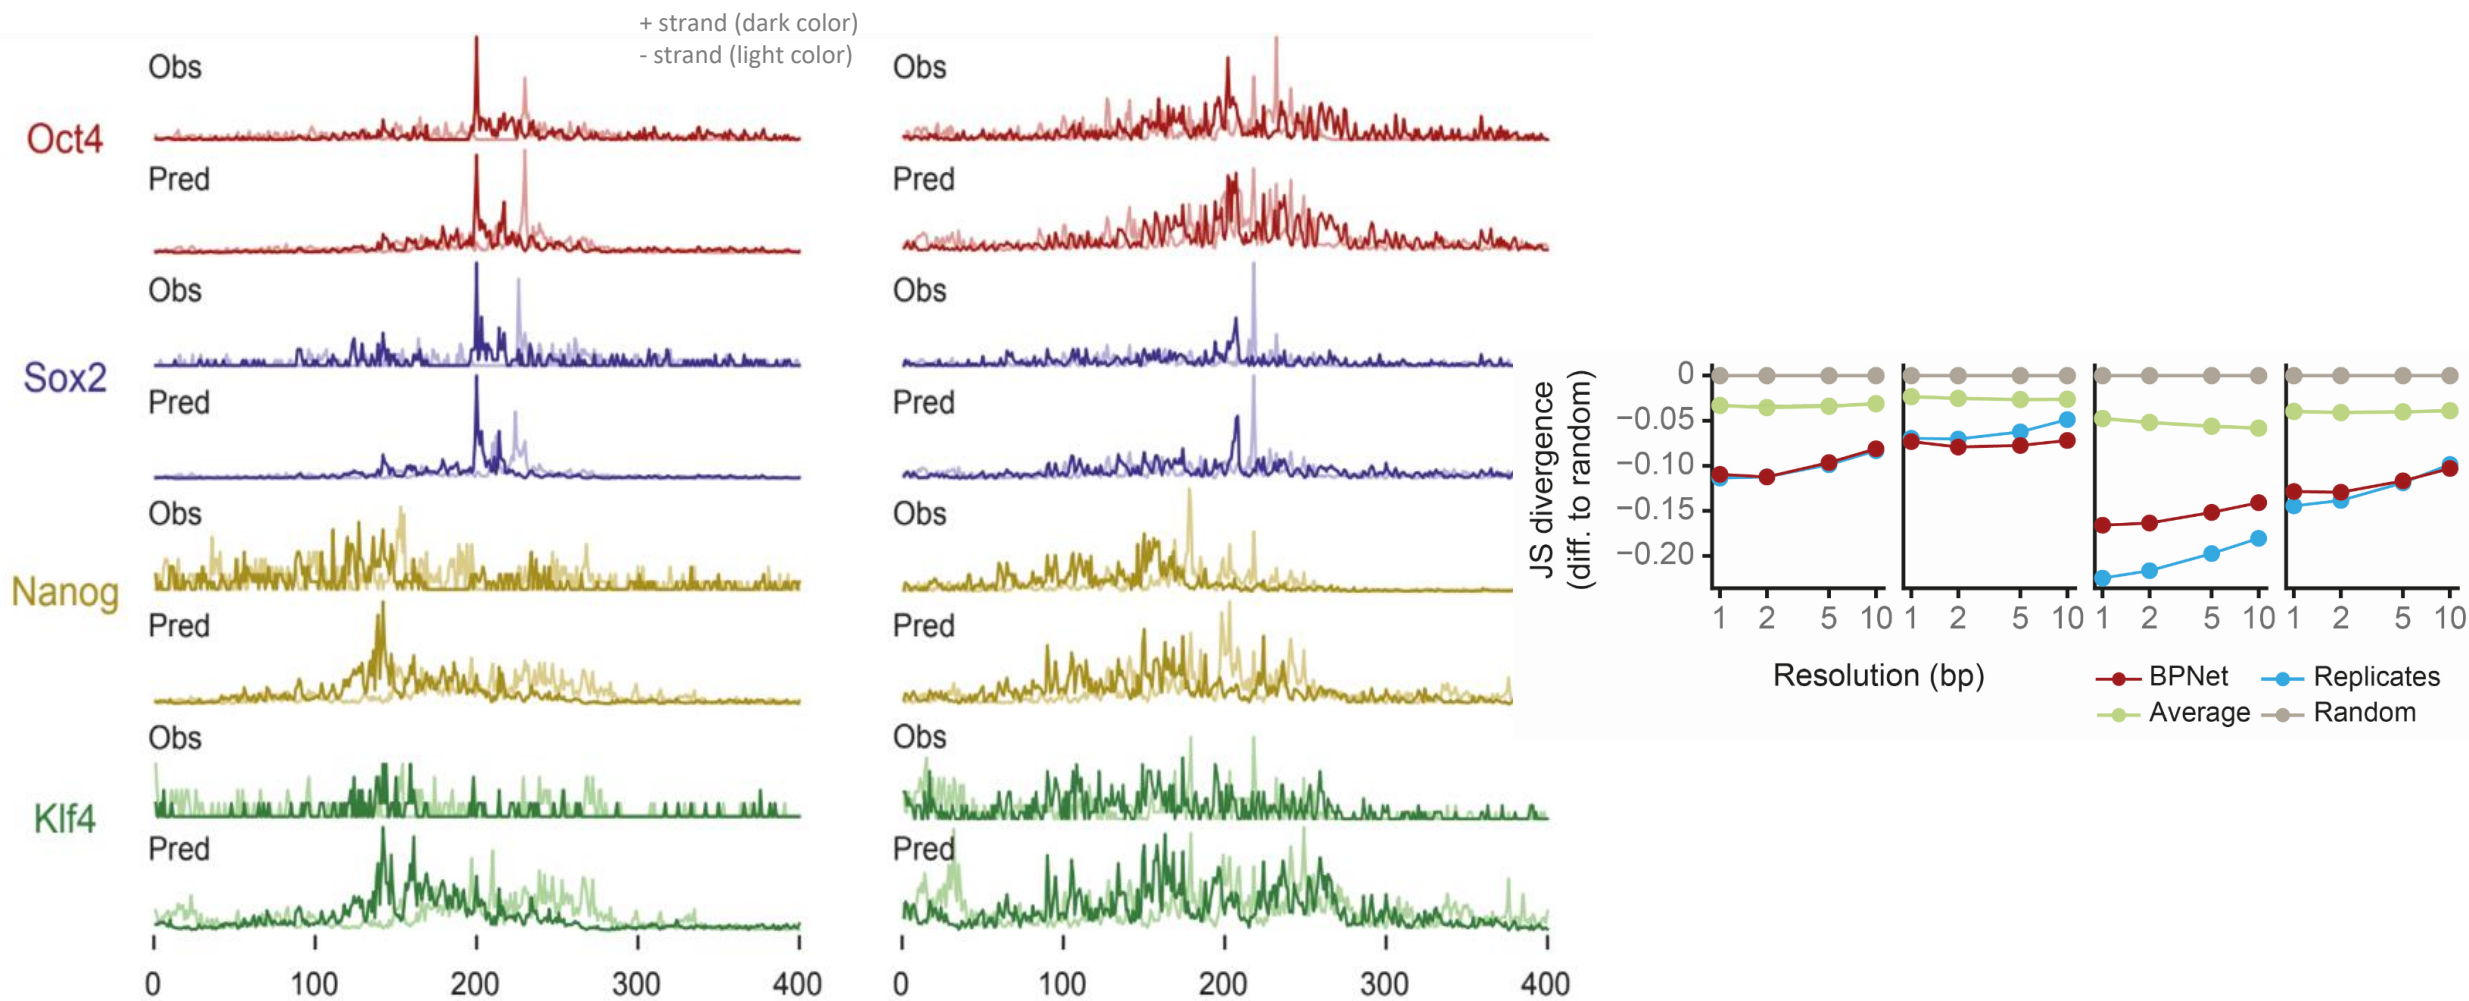 + strand (dark color)
- strand (light color)
Oct4
Obs
Obs
Pred
Pred
Sox2
Obs
Obs
Pred
Pred
Nanog
Obs
Obs
Pred
Pred
Klf4
Obs
Obs
Pred
Pred
0 100 200 300 400
0 100 200 300 400
JS divergence
(diff. to random)
0
−0.05
−0.10
−0.15
−0.20
1 2 5 10
1 2 5 10
1 2 5 10
1 2 5 10
Resolution (bp)
BPNet
Replicates
Average
Random